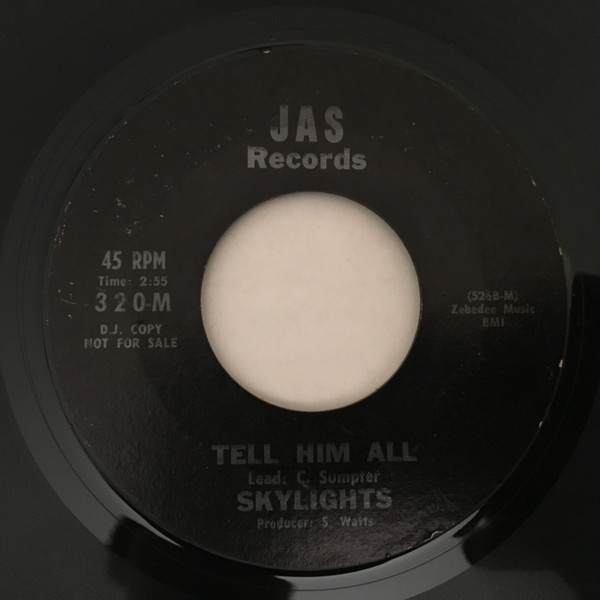 JAS
Records
45 RPM
Time: 2:55
320-M
D.J. COPY
NOT FOR SALE
(526B-M)
Zebedee Music
BMI
TELL HIM ALL
Lead: C. Sumpter
SKYLIGHTS
Producer: S. Watts